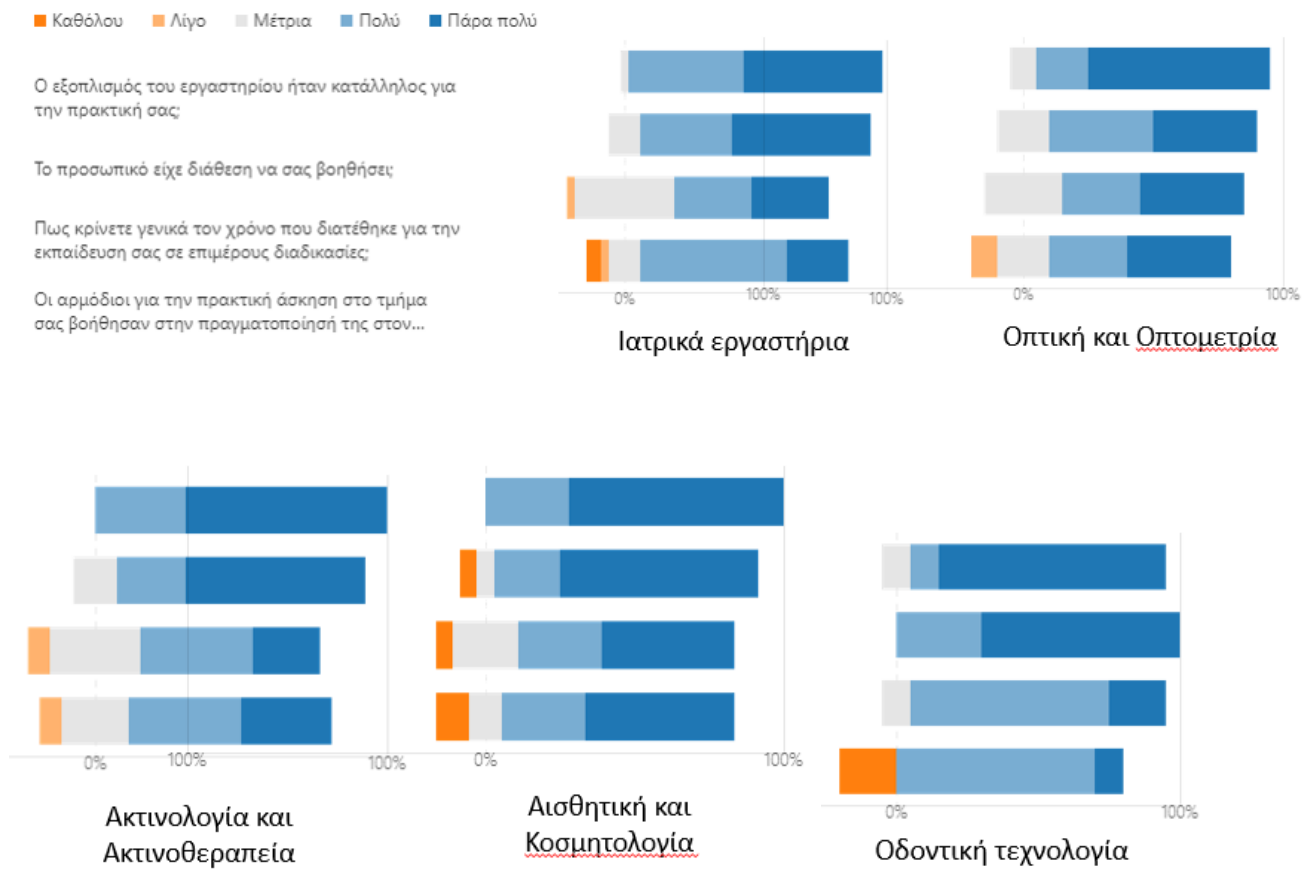 Καθόλου Λίγο Μέτρια Πολύ Πάρα πολύ
Ο εξοπλισμός του εργαστηρίου ήταν κατάλληλος για
την πρακτική σας;
Το προσωπικό είχε διάθεση να σας βοηθήσει;
Πως κρίνετε γενικά τον χρόνο που διατέθηκε για την
εκπαίδευση σας σε επιμέρους διαδικασίες;
Οι αρμόδιοι για την πρακτική άσκηση στο τμήμα
σας βοήθησαν στην πραγματοποίησή της στον...
0% 100% 100%
Ιατρικά εργαστήρια
0% 100%
Οπτική και Οπτομετρία
0% 100% 100%
Ακτινολογία και
Ακτινοθεραπεία
0% 100%
Αισθητική και
Κοσμητολογία
0% 100%
Οδοντική τεχνολογία